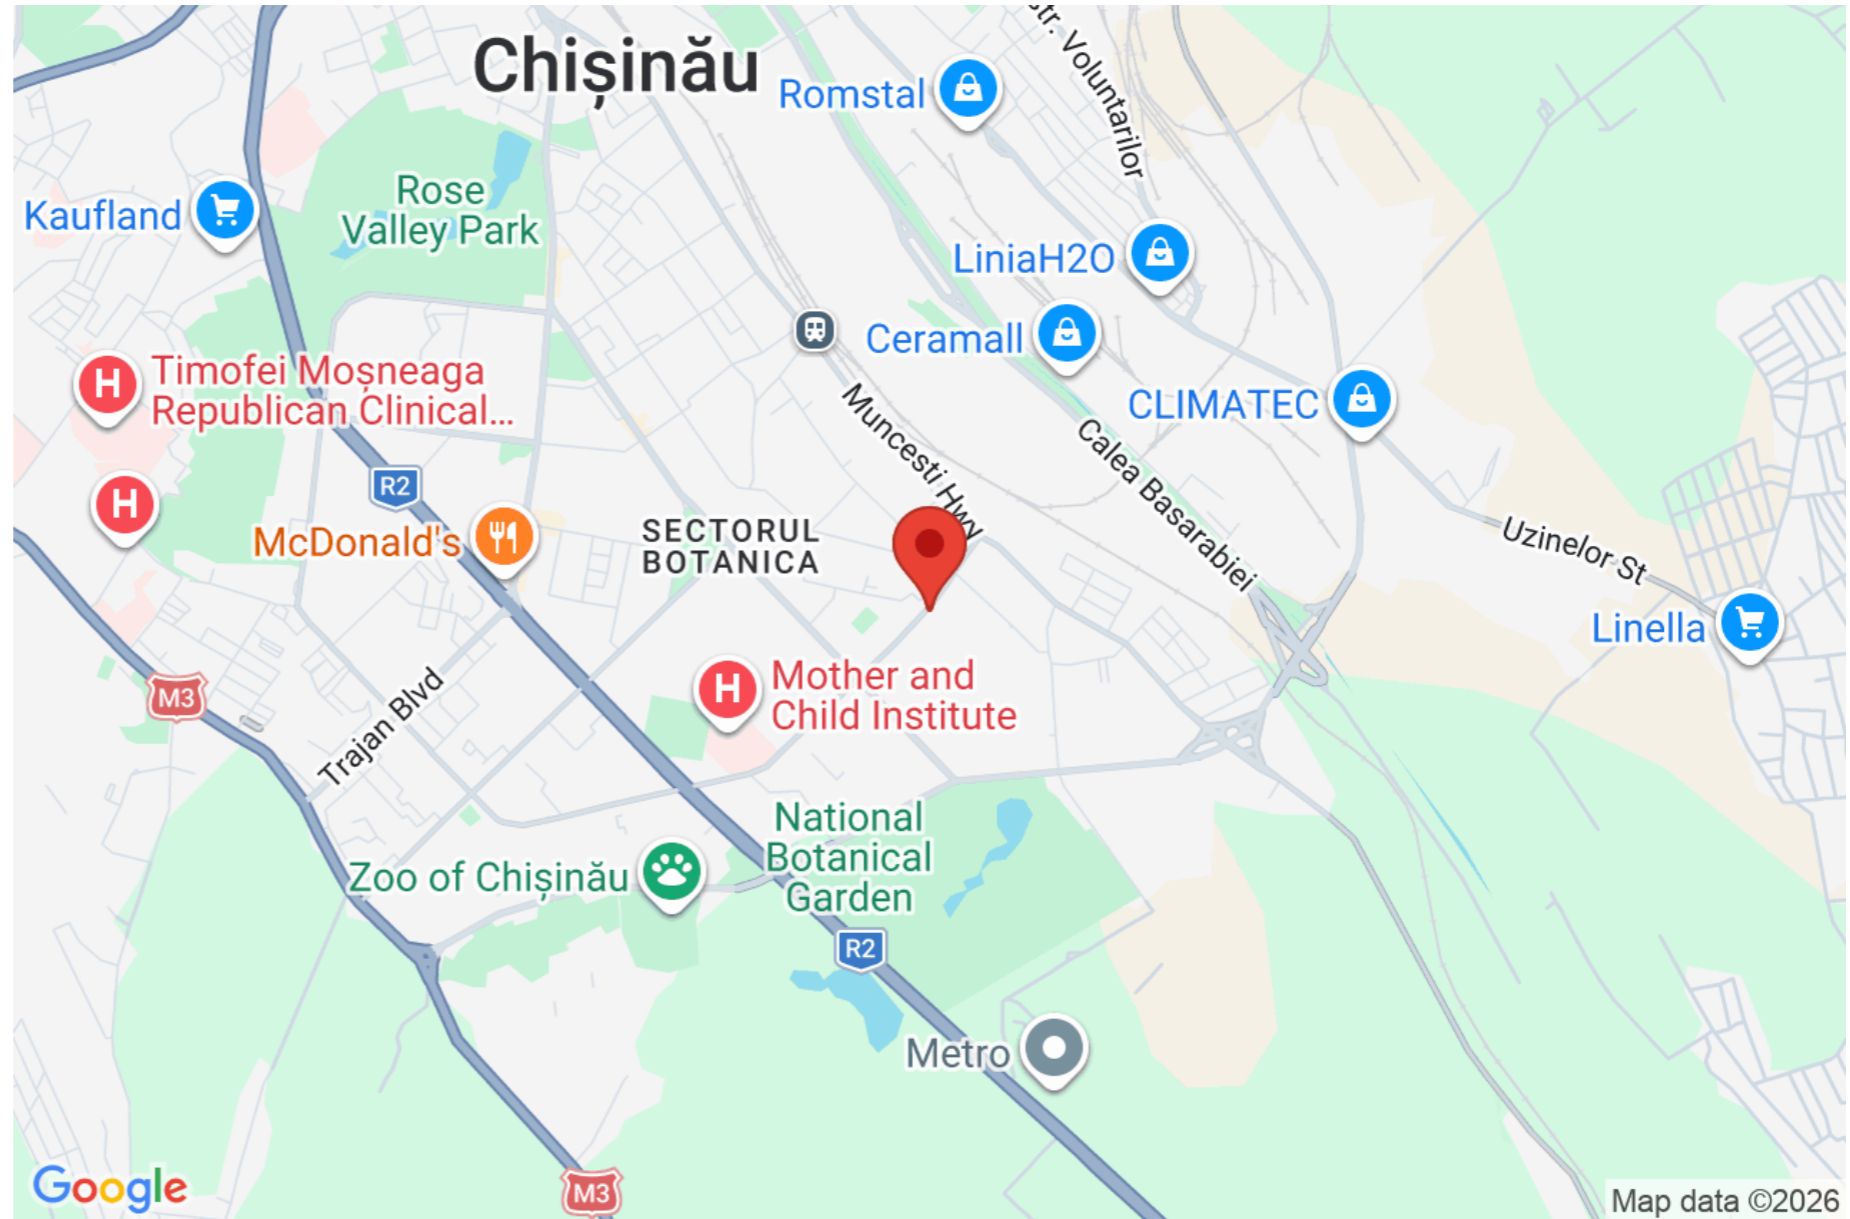 Chișinău
Romstal
str. Voluntarilor
Rose
Valley Park
Kaufland
LiniaH2O
Ceramall
Timofei Moșneaga
Republican Clinical...
H
CLIMATEC
Muncesti Hwy
Calea Basarabiei
R2
H
McDonald's
SECTORUL
BOTANICA
Uzinelor St
Linella
M3
Trajan Blvd
H
Mother and
Child Institute
National
Botanical
Garden
Zoo of Chișinău
R2
Metro
M3
Google
Map data ©2026